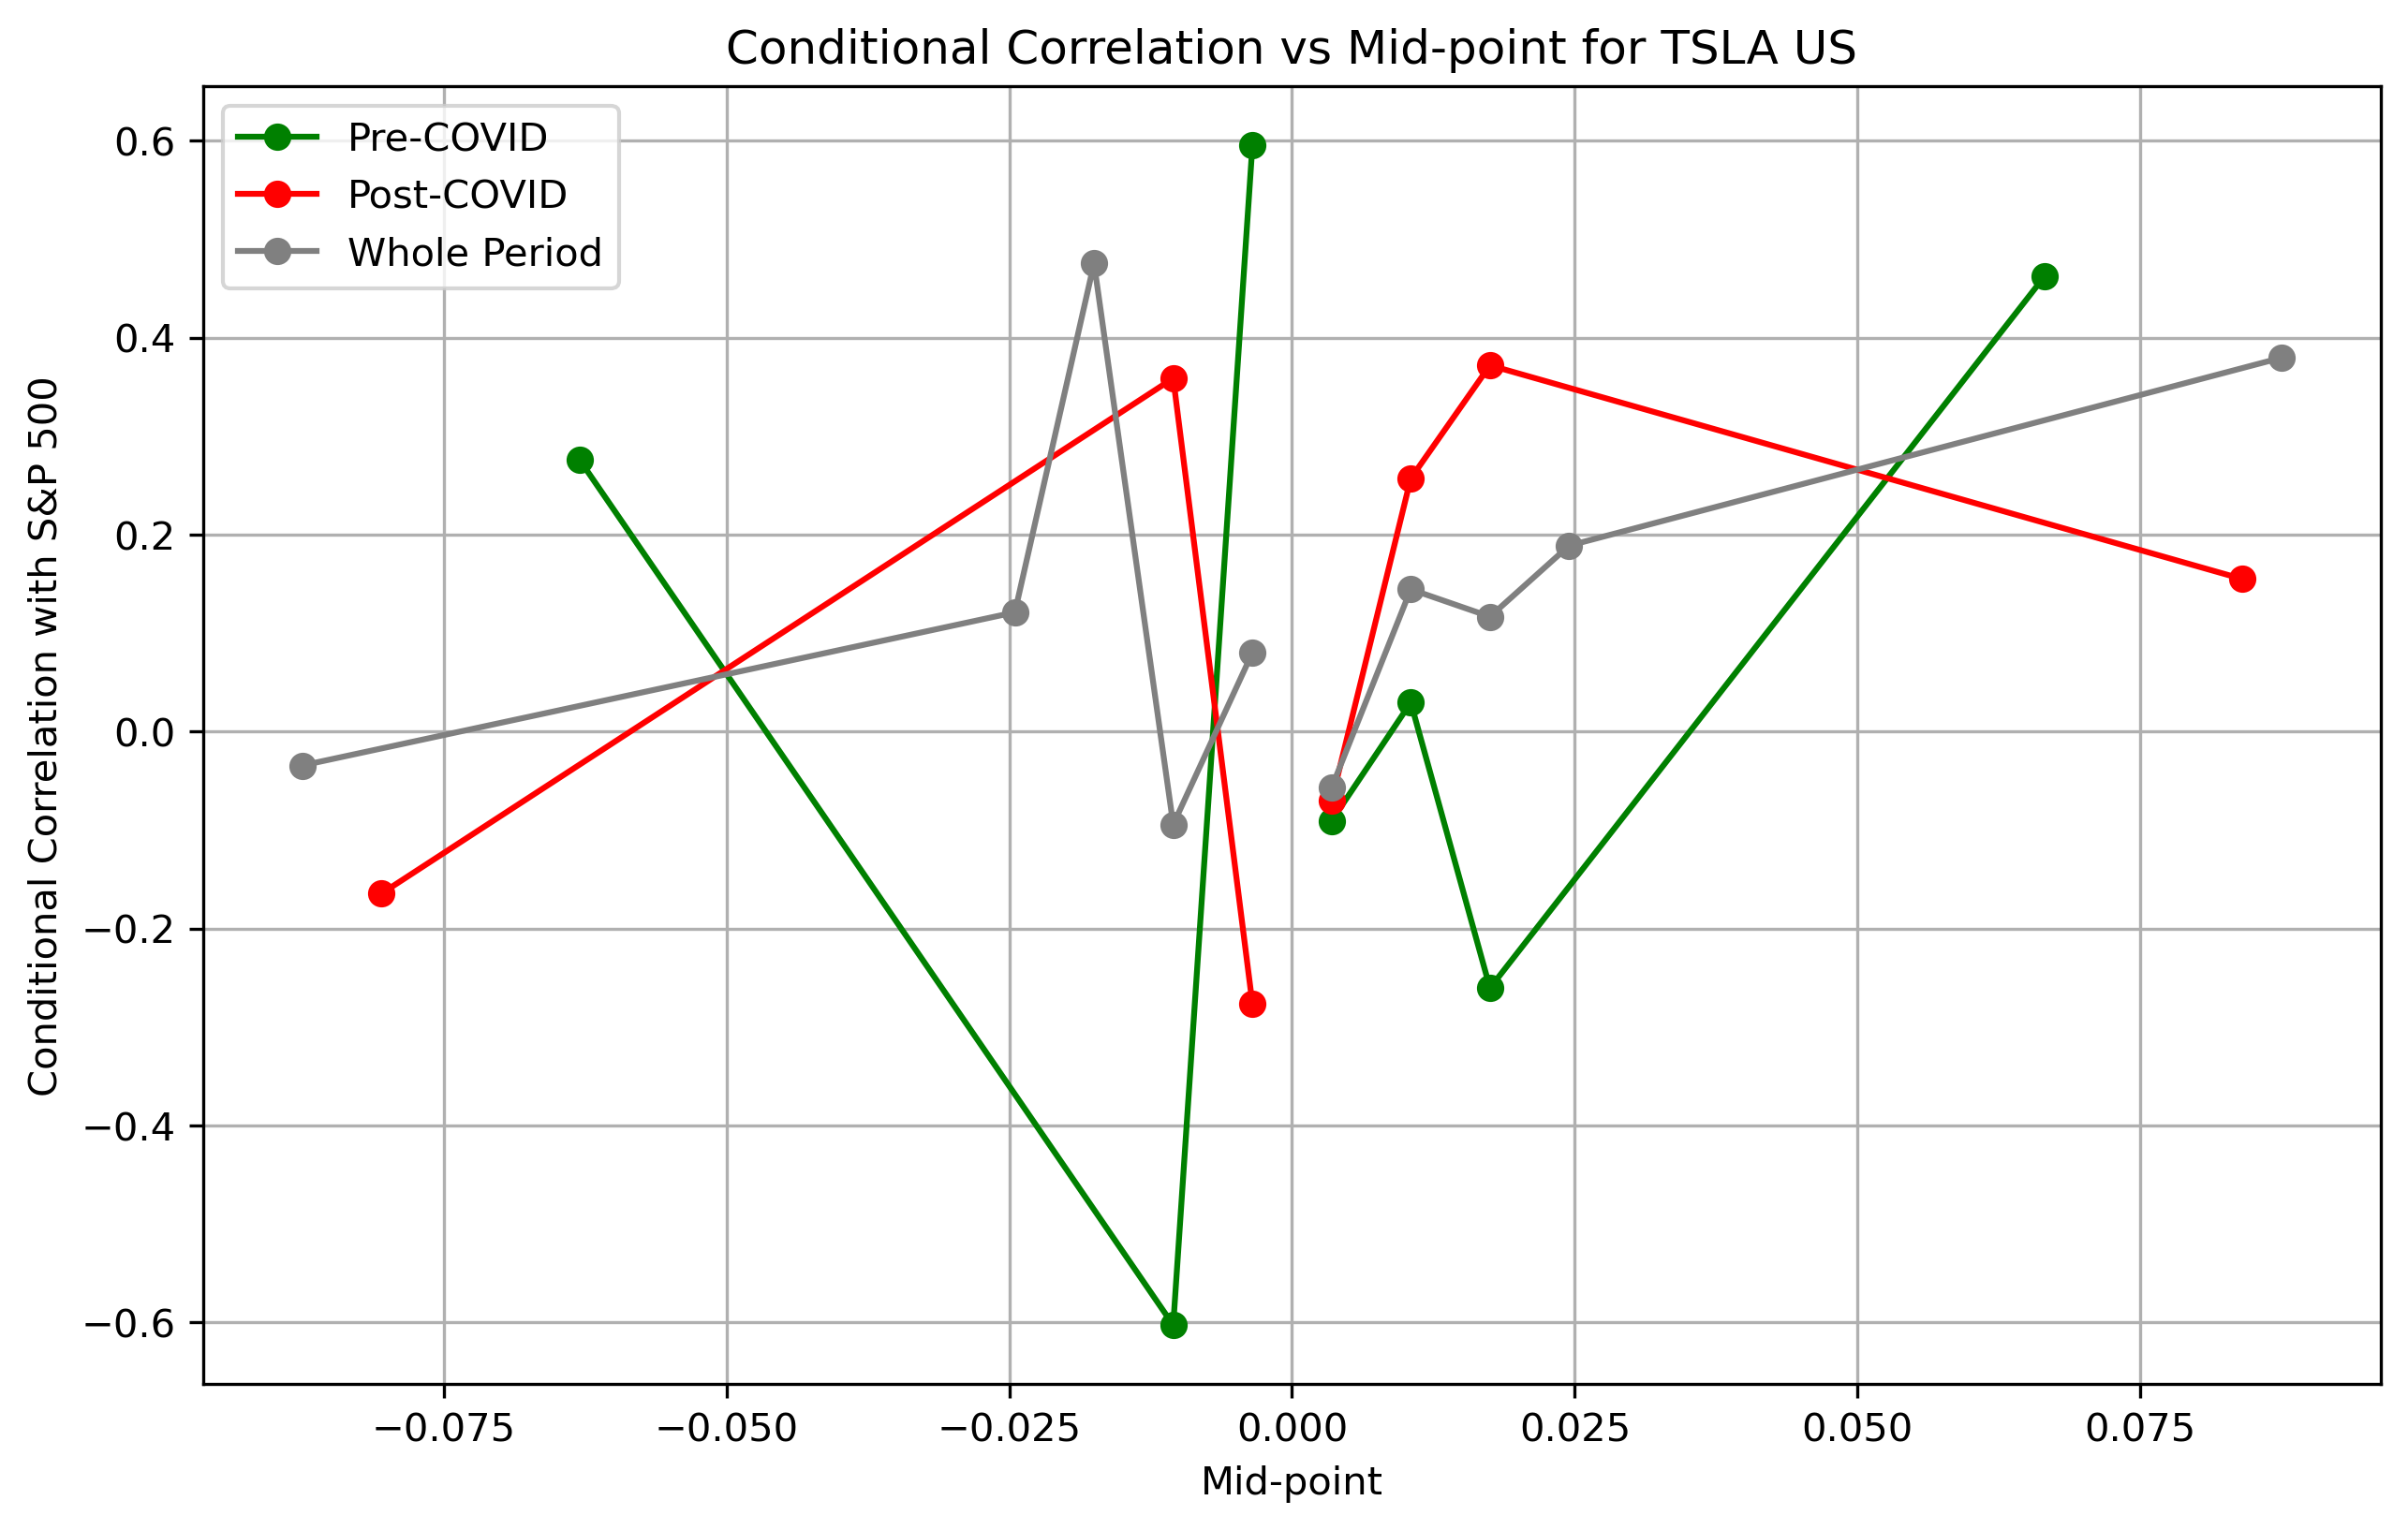 Conditional Correlation vs Mid-point for TSLA US
Pre-COVID
Post-COVID
Whole Period
Conditional Correlation with S&P 500
0.6
0.4
0.2
0.0
−0.2
−0.4
−0.6
−0.075
−0.050
−0.025
0.000
0.025
0.050
0.075
Mid-point